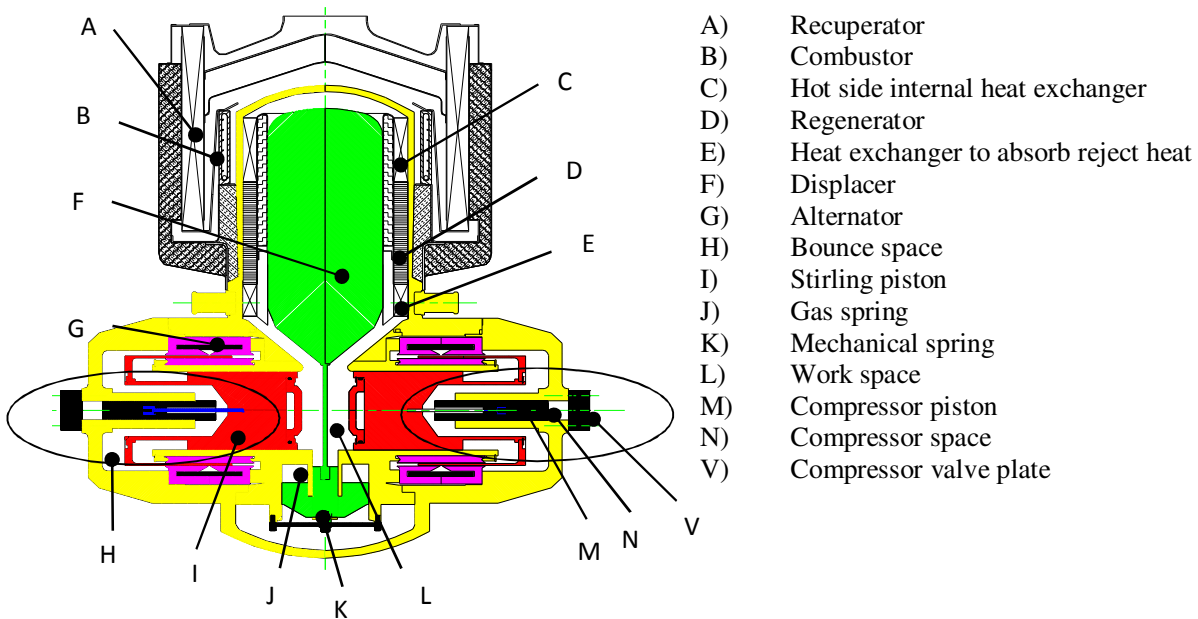 A
B
C
D
E
F
G
H
I
J
K
L
M
N
V
A) Recuperator
B) Combustor
C) Hot side internal heat exchanger
D) Regenerator
E) Heat exchanger to absorb reject heat
F) Displacer
G) Alternator
H) Bounce space
I) Stirling piston
J) Gas spring
K) Mechanical spring
L) Work space
M) Compressor piston
N) Compressor space
V) Compressor valve plate